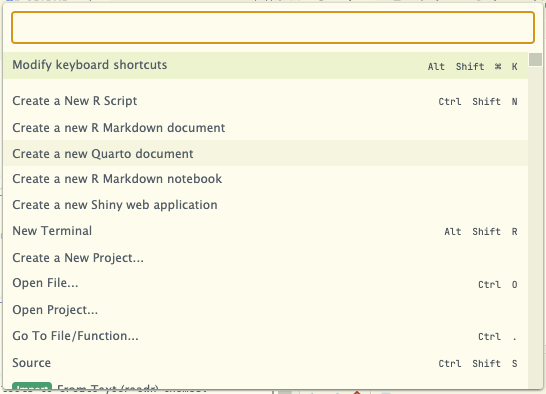 Modify keyboard shortcuts Alt Shift ⌘ K
Create a New R Script Ctrl Shift N
Create a new R Markdown document
Create a new Quarto document
Create a new R Markdown notebook
Create a new Shiny web application
New Terminal Alt Shift R
Create a New Project...
Open File... Ctrl O
Open Project...
Go To File/Function... Ctrl .
Source Ctrl Shift S
Import From Text (readr)